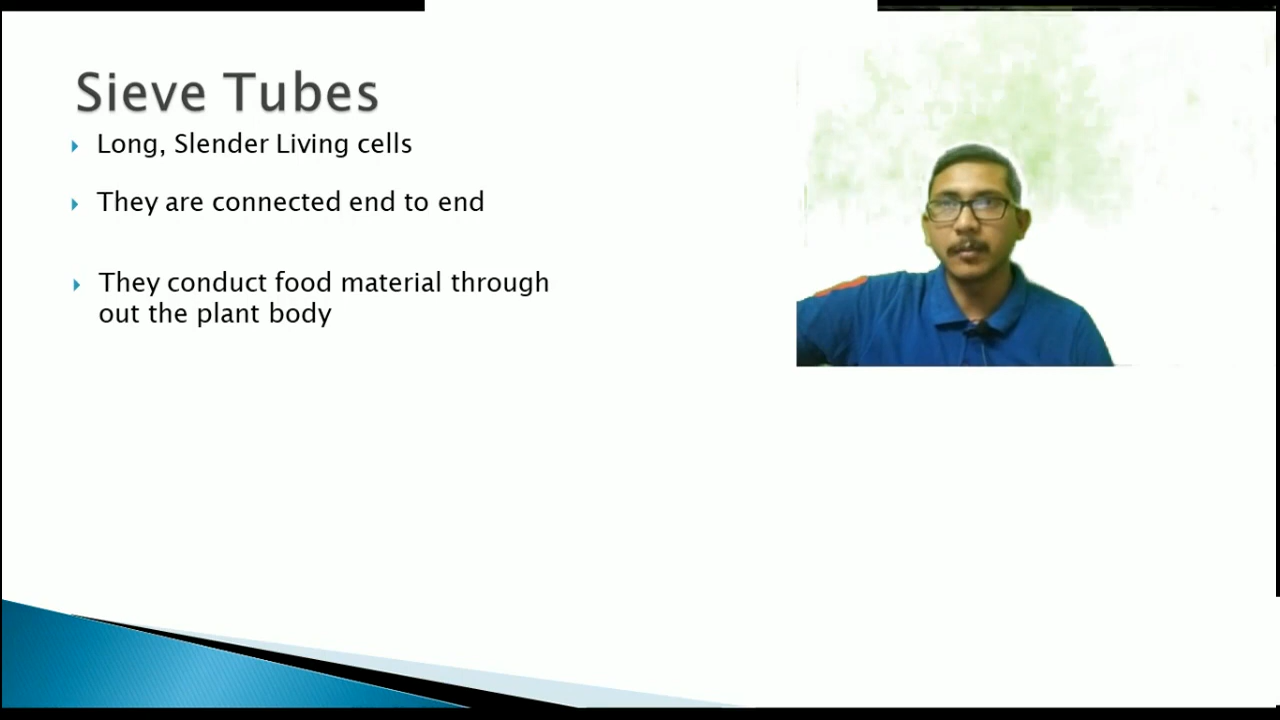 Sieve Tubes
Long, Slender Living cells
They are connected end to end
They conduct food material through
out the plant body